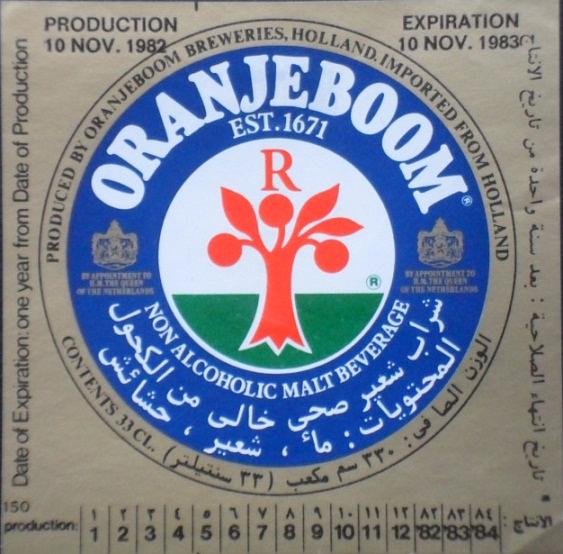 PRODUCTION
10 NOV. 1982
EXPIRATION
10 NOV. 1983
Date of Expiration: one year from Date of Production
PRODUCED BY ORANJEBOOM BREWERIES, HOLLAND. IMPORTED FROM HOLLAND
ORANJEBOOM ®
EST. 1671
R
®
BY APPOINTMENT TO
H.M. THE QUEEN
OF THE NETHERLANDS
BY APPOINTMENT TO
H.M. THE QUEEN
OF THE NETHERLANDS
NON ALCOHOLIC MALT BEVERAGE
شراب شعير صحى خالى من الكحول
المحتويات: ماء، شعير، حشائش
CONTENTS 33 CL.
الوزن الصافى: ٣٣٠ سم مكعب (٣٣ سنتيلتر)
تاريخ انتهاء الصلاحية: بعد سنة واحدة من تاريخ الانتاج
150
١ ٢ ٣ ٤ ٥ ٦ ٧ ٨ ٩ ١٠ ١١ ١٢ ٨٢ ٨٣ ٨٤ الانتاج:
production: 1 2 3 4 5 6 7 8 9 10 11 12 '82 '83 '84